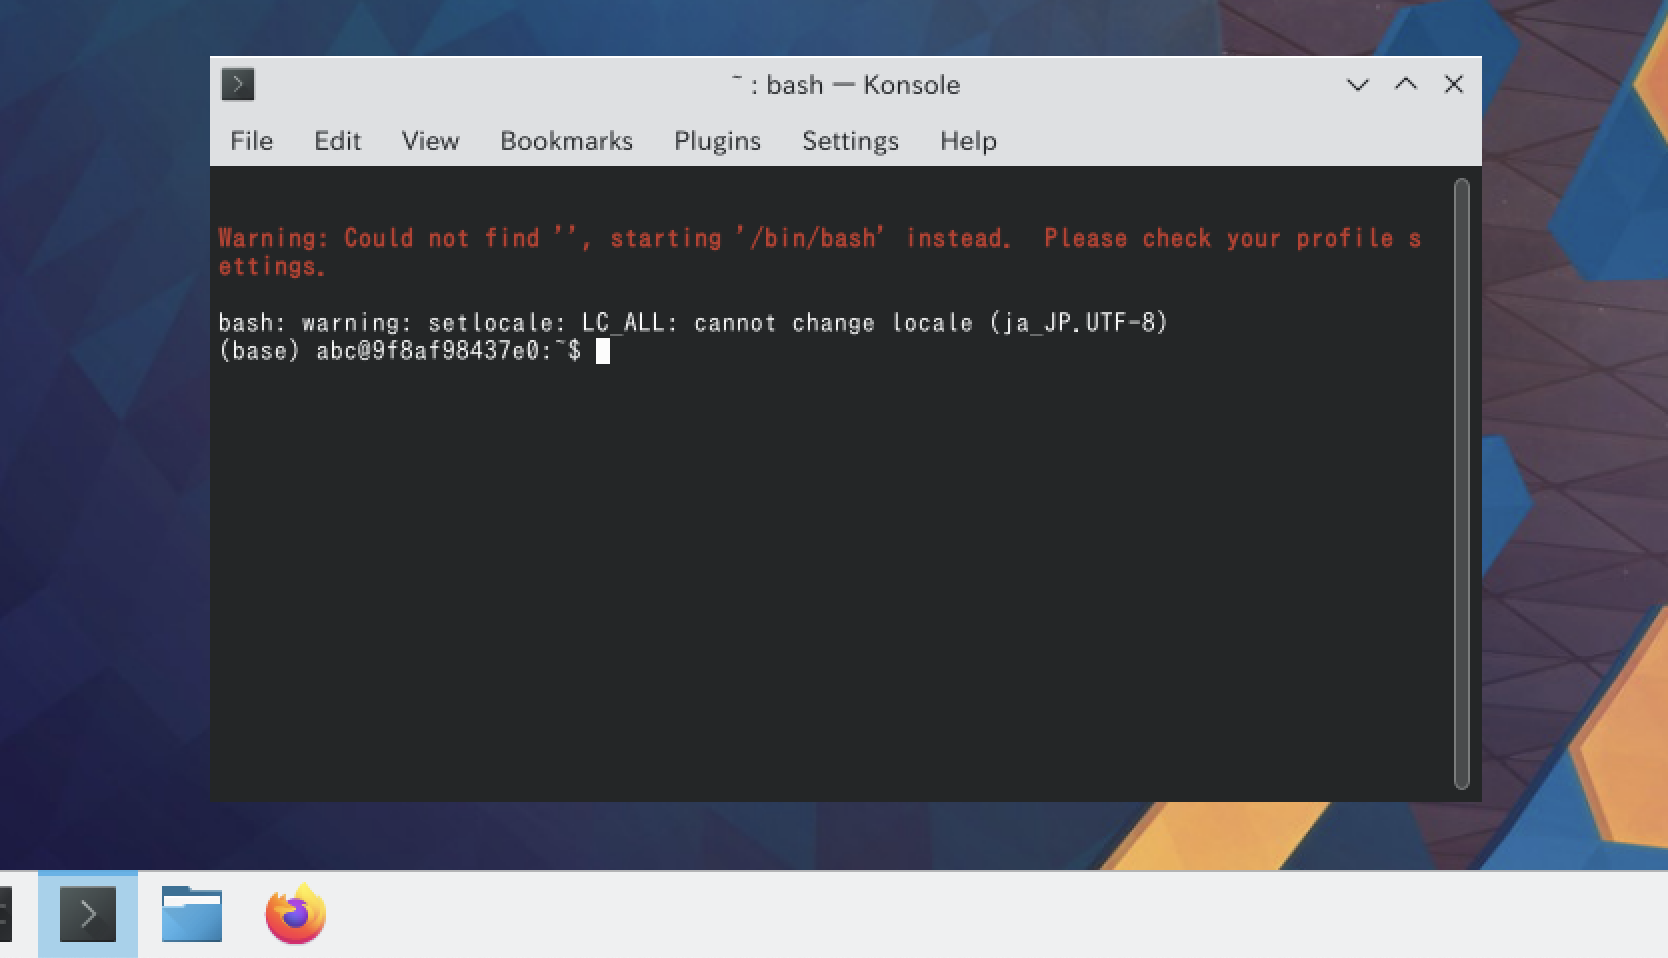 ~ : bash — Konsole
File Edit View Bookmarks Plugins Settings Help
Warning: Could not find '', starting '/bin/bash' instead.  Please check your profile s
ettings.
bash: warning: setlocale: LC_ALL: cannot change locale (ja_JP.UTF-8)
(base) abc@9f8af98437e0:~$